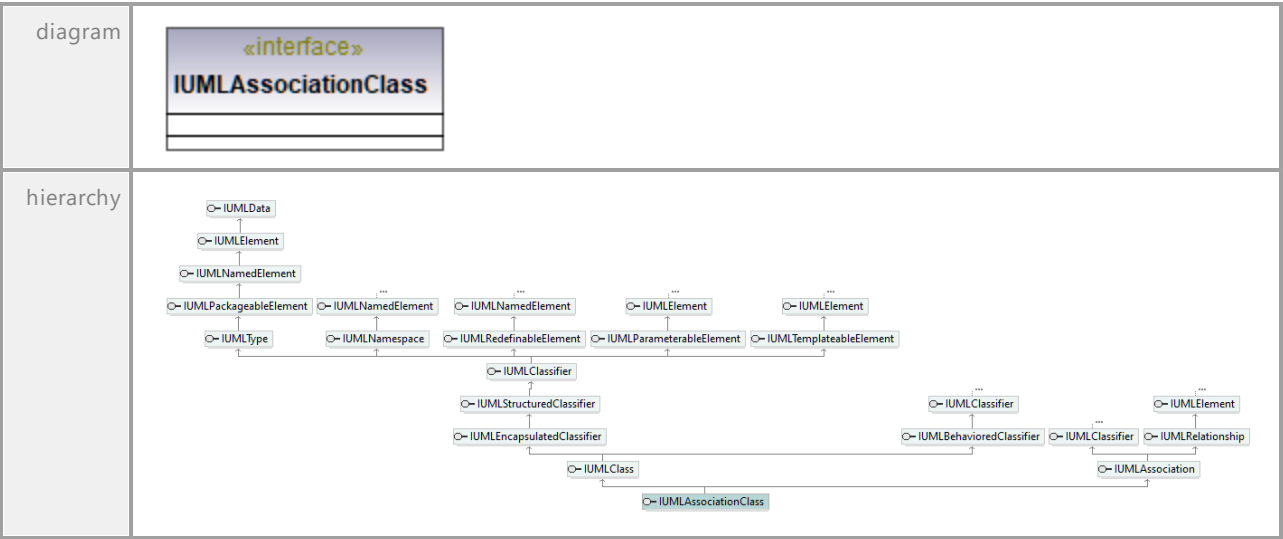 diagram
«interface»
IUMLAssociationClass
hierarchy
IUMLData
IUMLElement
IUMLNamedElement
... ... ... ...
IUMLPackageableElement IUMLNamedElement IUMLNamedElement IUMLElement IUMLElement
IUMLType IUMLNamespace IUMLRedefinableElement IUMLParameterableElement IUMLTemplateableElement
IUMLClassifier
... ...
IUMLStructuredClassifier IUMLClassifier IUMLElement
...
IUMLEncapsulatedClassifier IUMLBehavioredClassifier IUMLClassifier IUMLRelationship
IUMLClass IUMLAssociation
IUMLAssociationClass